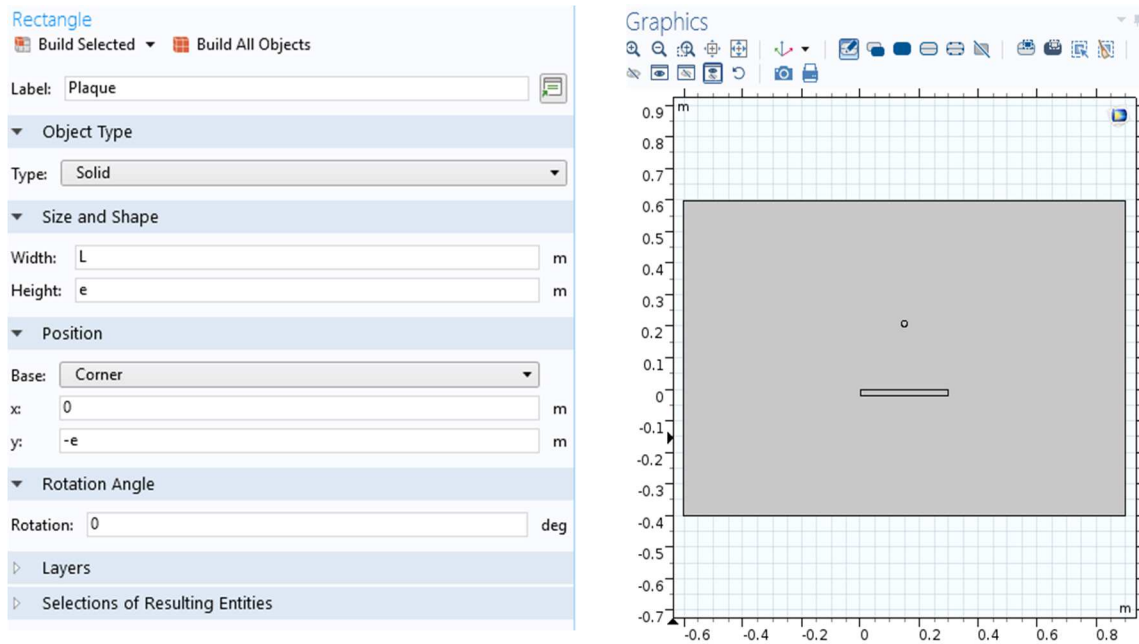 Rectangle
Build Selected Build All Objects
Label: Plaque
Object Type
Type: Solid
Size and Shape
Width: L m
Height: e m
Position
Base: Corner
x: 0 m
y: -e m
Rotation Angle
Rotation: 0 deg
Layers
Selections of Resulting Entities
Graphics
m
0.9
0.8
0.7
0.6
0.5
0.4
0.3
0.2
0.1
0
-0.1
-0.2
-0.3
-0.4
-0.5
-0.6
-0.7
m
-0.6 -0.4 -0.2 0 0.2 0.4 0.6 0.8